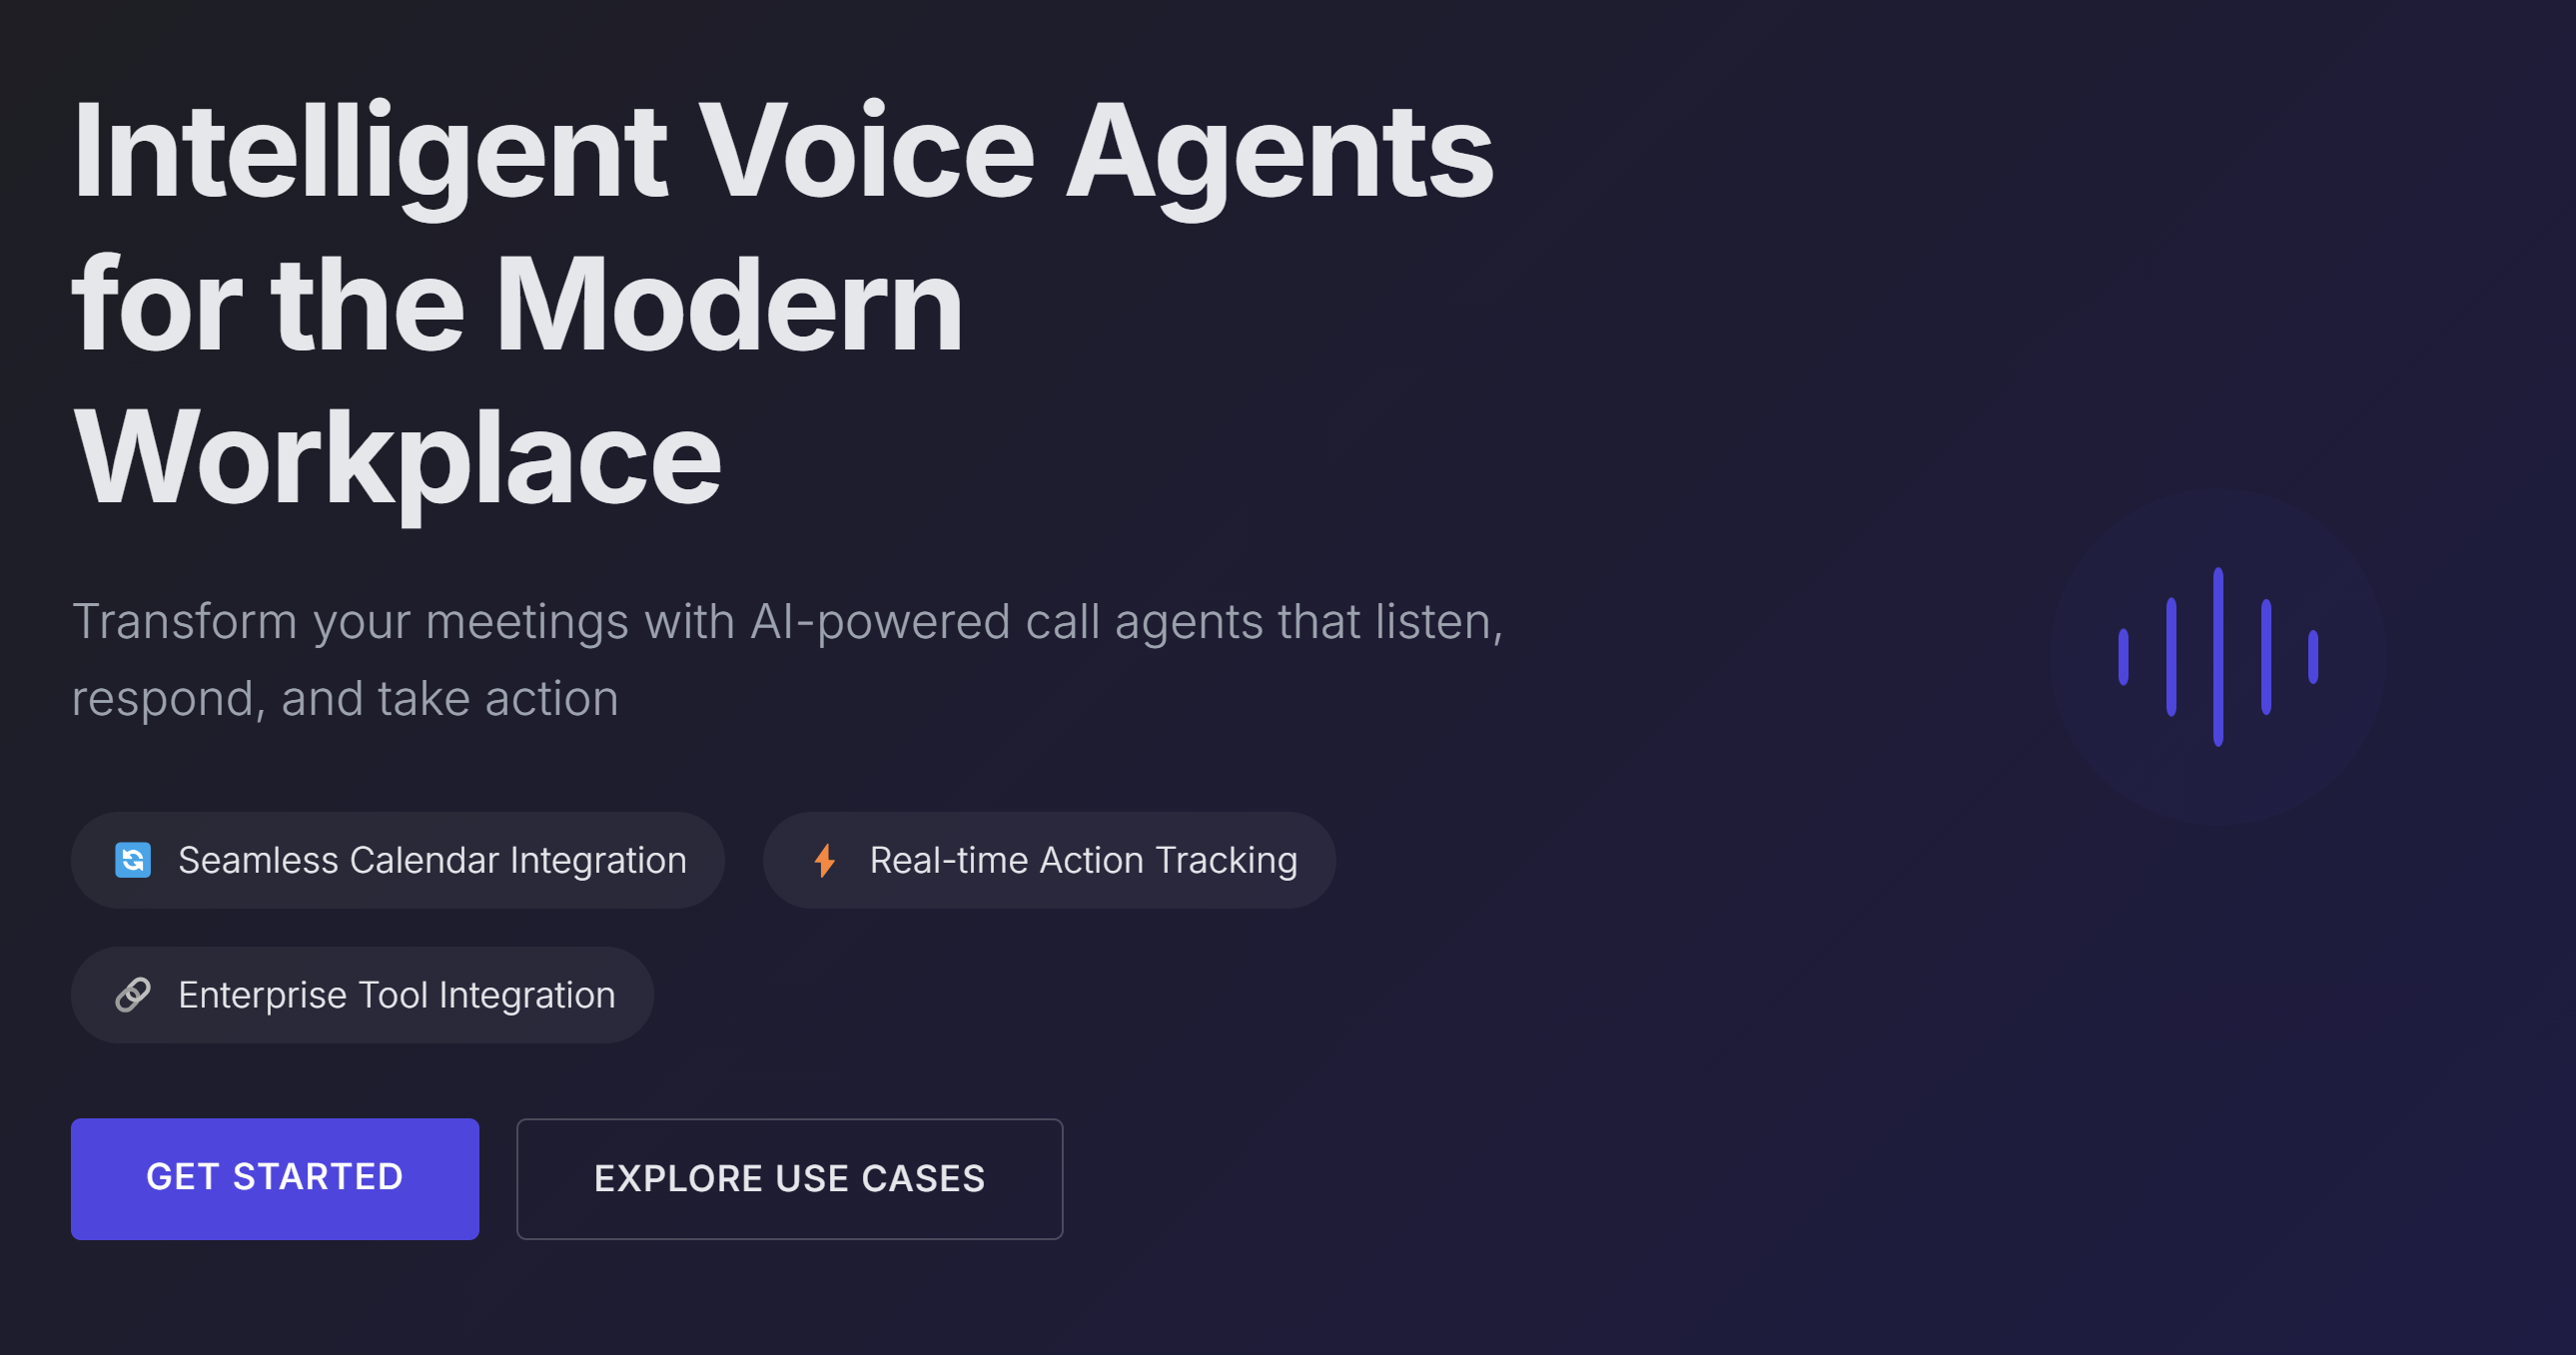 Intelligent Voice Agents
for the Modern
Workplace
Transform your meetings with AI-powered call agents that listen,
respond, and take action
Seamless Calendar Integration
Real-time Action Tracking
Enterprise Tool Integration
GET STARTED
EXPLORE USE CASES